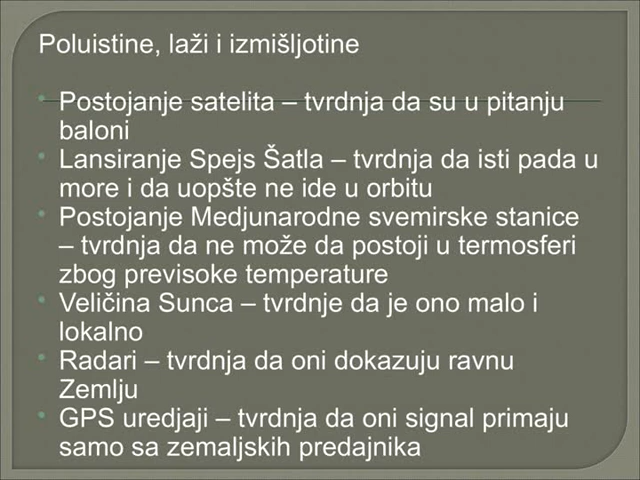 Poluistine, laži i izmišljotine
Postojanje satelita – tvrdnja da su u pitanju
baloni
Lansiranje Spejs Šatla – tvrdnja da isti pada u
more i da uopšte ne ide u orbitu
Postojanje Medjunarodne svemirske stanice
– tvrdnja da ne može da postoji u termosferi
zbog previsoke temperature
Veličina Sunca – tvrdnje da je ono malo i
lokalno
Radari – tvrdnja da oni dokazuju ravnu
Zemlju
GPS uredjaji – tvrdnja da oni signal primaju
samo sa zemaljskih predajnika